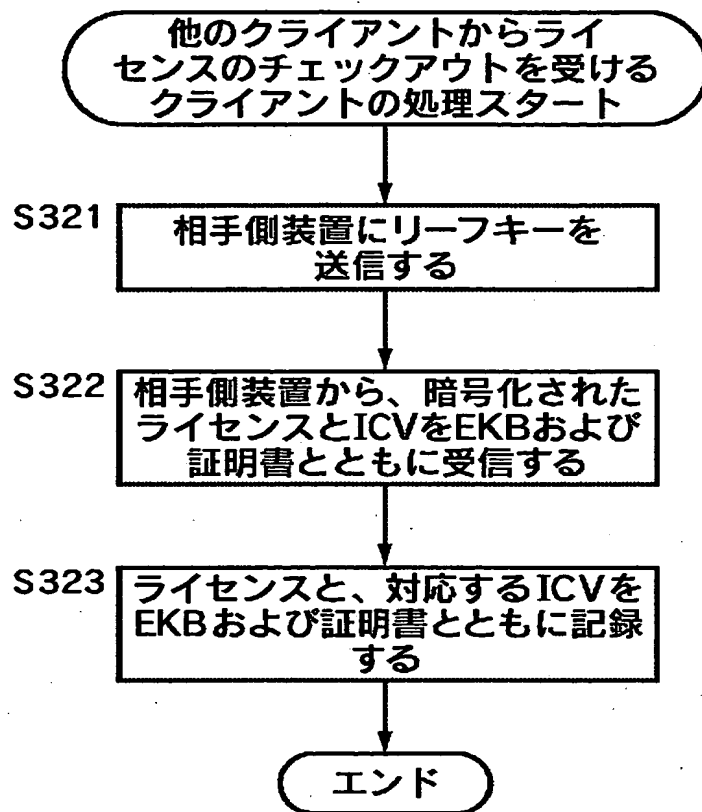 他のクライアントからライ
センスのチェックアウトを受ける
クライアントの処理スタート
S321
相手側装置にリーフキーを
送信する
S322
相手側装置から、暗号化された
ライセンスとICVをEKBおよび
証明書とともに受信する
S323
ライセンスと、対応するICVを
EKBおよび証明書とともに記録
する
エンド